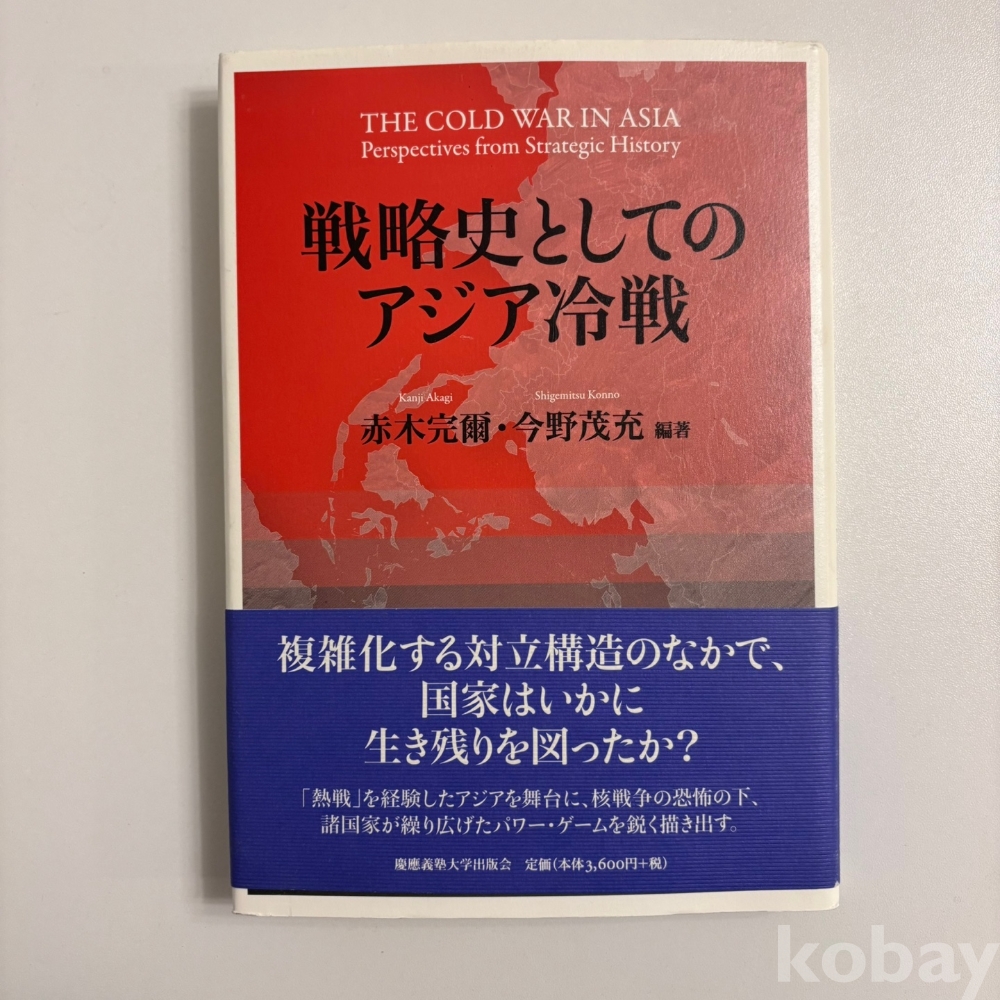 THE COLD WAR IN ASIA
Perspectives from Strategic History
戦略史としての
アジア冷戦
Kanji Akagi
Shigemitsu Konno
赤木完爾・今野茂充 編著
複雑化する対立構造のなかで、
国家はいかに
生き残りを図ったか?
「熱戦」を経験したアジアを舞台に、核戦争の恐怖の下、
諸国家が繰り広げたパワー・ゲームを鋭く描き出す。
慶應義塾大学出版会 定価(本体3,600円+税)
kobay